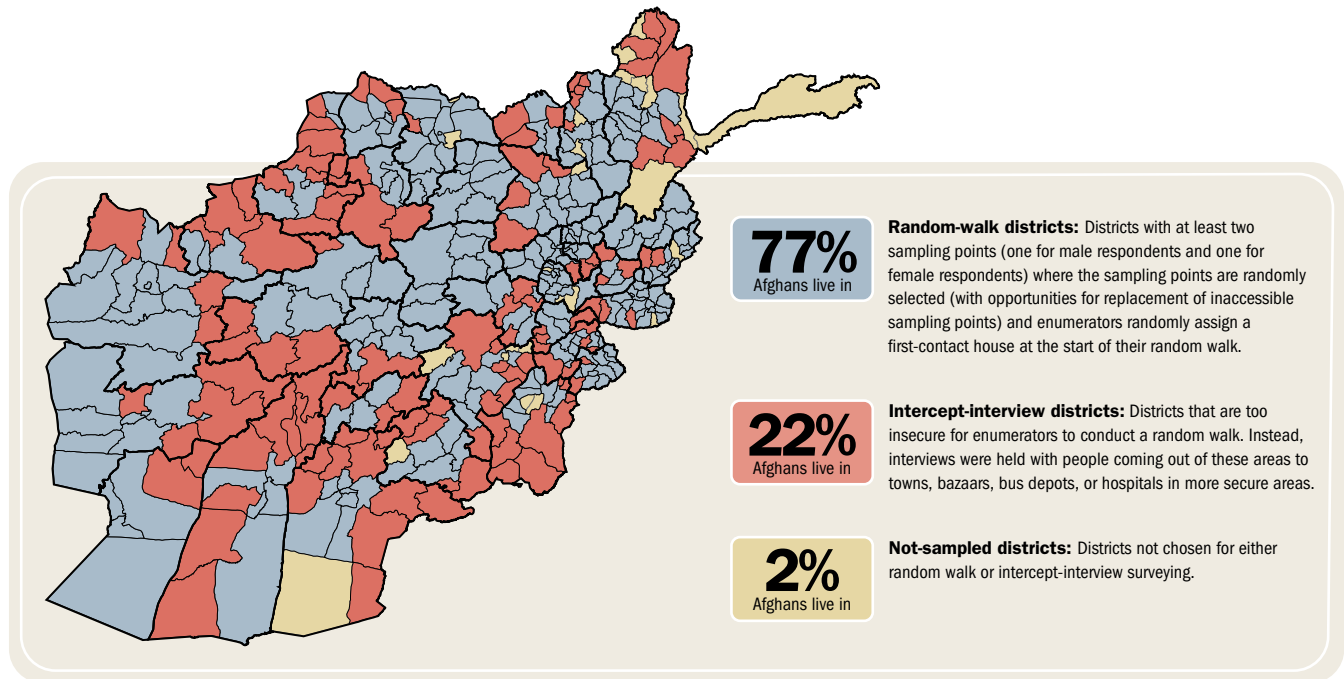 77%
Afghans live in
Random-walk districts: Districts with at least two
sampling points (one for male respondents and one for
female respondents) where the sampling points are randomly
selected (with opportunities for replacement of inaccessible
sampling points) and enumerators randomly assign a
first-contact house at the start of their random walk.
22%
Afghans live in
Intercept-interview districts: Districts that are too
insecure for enumerators to conduct a random walk. Instead,
interviews were held with people coming out of these areas to
towns, bazaars, bus depots, or hospitals in more secure areas.
2%
Afghans live in
Not-sampled districts: Districts not chosen for either
random walk or intercept-interview surveying.